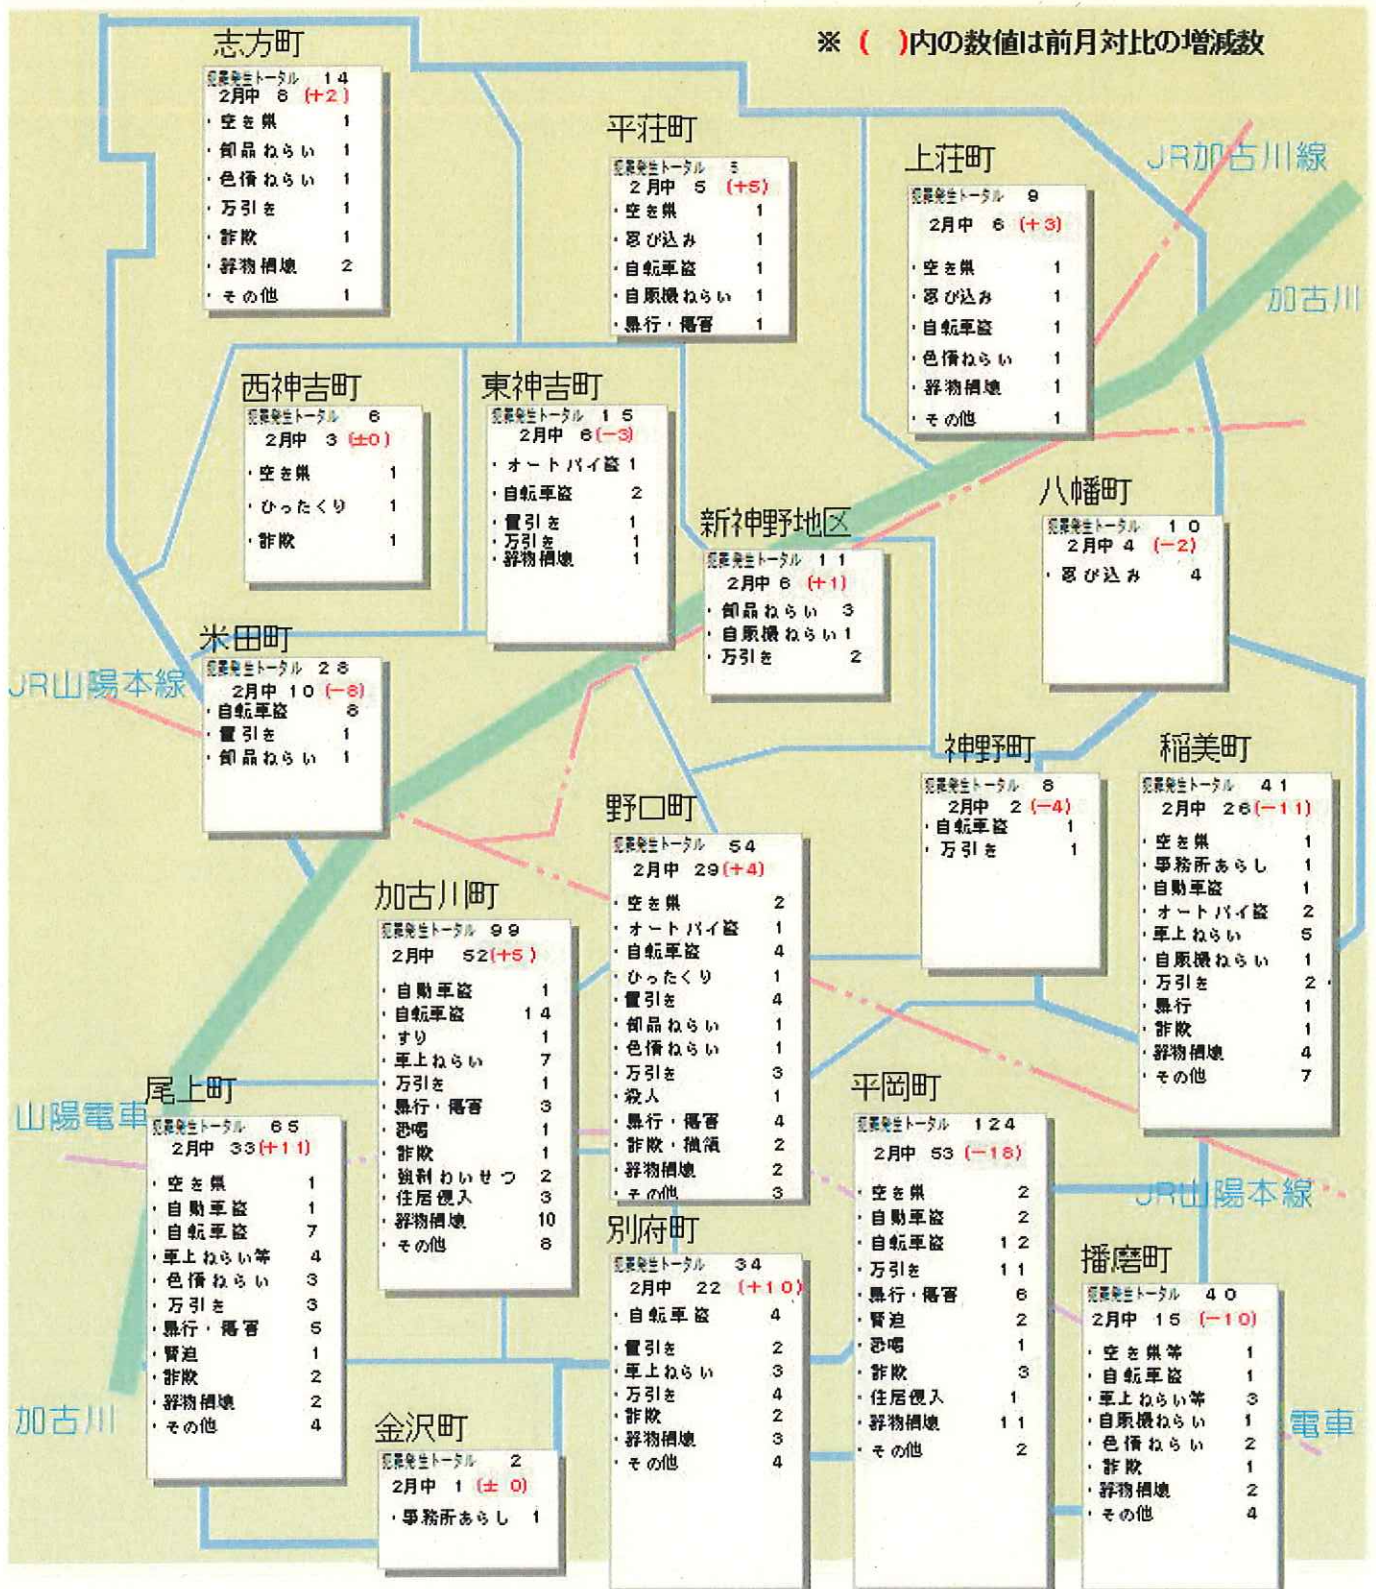 ※ ( )内の数値は前月対比の増減数
志方町
犯罪発生トータル 14
2月中 8 (+2)
・空き巣 1
・部品ねらい 1
・色情ねらい 1
・万引き 1
・詐欺 1
・器物損壊 2
・その他 1
平荘町
犯罪発生トータル 5
2月中 5 (+5)
・空き巣 1
・忍び込み 1
・自転車盗 1
・自販機ねらい 1
・暴行・傷害 1
上荘町
犯罪発生トータル 9
2月中 6 (+3)
・空き巣 1
・忍び込み 1
・自転車盗 1
・色情ねらい 1
・器物損壊 1
・その他 1
JR加古川線
加古川
西神吉町
犯罪発生トータル 6
2月中 3 (±0)
・空き巣 1
・ひったくり 1
・詐欺 1
東神吉町
犯罪発生トータル 15
2月中 6(-3)
・オートバイ盗 1
・自転車盗 2
・置引き 1
・万引き 1
・器物損壊 1
新神野地区
犯罪発生トータル 11
2月中 6 (+1)
・部品ねらい 3
・自販機ねらい 1
・万引き 2
八幡町
犯罪発生トータル 10
2月中 4 (-2)
・忍び込み 4
米田町
犯罪発生トータル 28
2月中 10 (-8)
・自転車盗 8
・置引き 1
・部品ねらい 1
JR山陽本線
神野町
犯罪発生トータル 8
2月中 2 (-4)
・自転車盗 1
・万引き 1
稲美町
犯罪発生トータル 41
2月中 26(-11)
・空き巣 1
・事務所あらし 1
・自動車盗 1
・オートバイ盗 2
・車上ねらい 5
・自販機ねらい 1
・万引き 2
・暴行 1
・詐欺 1
・器物損壊 4
・その他 7
野口町
犯罪発生トータル 54
2月中 29(+4)
・空き巣 2
・オートバイ盗 1
・自転車盗 4
・ひったくり 1
・置引き 4
・部品ねらい 1
・色情ねらい 1
・万引き 3
・殺人 1
・暴行・傷害 4
・詐欺・横領 2
・器物損壊 2
・その他 3
加古川町
犯罪発生トータル 99
2月中 52(+5)
・自動車盗 1
・自転車盗 14
・すり 1
・車上ねらい 7
・万引き 1
・暴行・傷害 3
・恐喝 1
・詐欺 1
・強制わいせつ 2
・住居侵入 3
・器物損壊 10
・その他 8
尾上町
犯罪発生トータル 65
2月中 33(+11)
・空き巣 1
・自動車盗 1
・自転車盗 7
・車上ねらい等 4
・色情ねらい 3
・万引き 3
・暴行・傷害 5
・脅迫 1
・詐欺 2
・器物損壊 2
・その他 4
山陽電車
加古川
平岡町
犯罪発生トータル 124
2月中 53 (-18)
・空き巣 2
・自動車盗 2
・自転車盗 12
・万引き 11
・暴行・傷害 6
・脅迫 2
・恐喝 1
・詐欺 3
・住居侵入 1
・器物損壊 11
・その他 2
JR山陽本線
別府町
犯罪発生トータル 34
2月中 22 (+10)
・自転車盗 4
・置引き 2
・車上ねらい 3
・万引き 4
・詐欺 2
・器物損壊 3
・その他 4
播磨町
犯罪発生トータル 40
2月中 15 (-10)
・空き巣等 1
・自転車盗 1
・車上ねらい等 3
・自販機ねらい 1
・色情ねらい 2
・詐欺 1
・器物損壊 2
・その他 4
電車
金沢町
犯罪発生トータル 2
2月中 1 (±0)
・事務所あらし 1